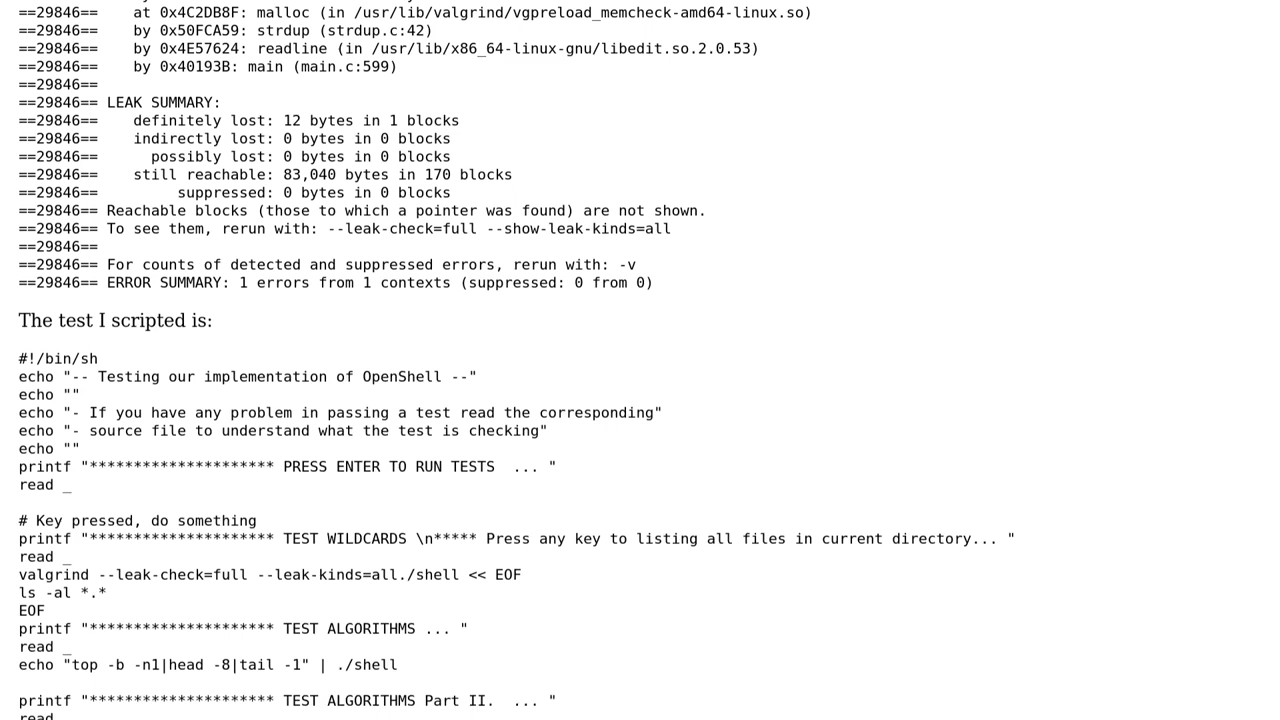 ==29846==    at 0x4C2DB8F: malloc (in /usr/lib/valgrind/vgpreload_memcheck-amd64-linux.so)
==29846==    by 0x50FCA59: strdup (strdup.c:42)
==29846==    by 0x4E57624: readline (in /usr/lib/x86_64-linux-gnu/libedit.so.2.0.53)
==29846==    by 0x40193B: main (main.c:599)
==29846==
==29846== LEAK SUMMARY:
==29846==    definitely lost: 12 bytes in 1 blocks
==29846==    indirectly lost: 0 bytes in 0 blocks
==29846==      possibly lost: 0 bytes in 0 blocks
==29846==    still reachable: 83,040 bytes in 170 blocks
==29846==         suppressed: 0 bytes in 0 blocks
==29846== Reachable blocks (those to which a pointer was found) are not shown.
==29846== To see them, rerun with: --leak-check=full --show-leak-kinds=all
==29846==
==29846== For counts of detected and suppressed errors, rerun with: -v
==29846== ERROR SUMMARY: 1 errors from 1 contexts (suppressed: 0 from 0)
The test I scripted is:
#!/bin/sh
echo "-- Testing our implementation of OpenShell --"
echo ""
echo "- If you have any problem in passing a test read the corresponding"
echo "- source file to understand what the test is checking"
echo ""
printf "********************* PRESS ENTER TO RUN TESTS  ... "
read _
# Key pressed, do something
printf "********************* TEST WILDCARDS \n***** Press any key to listing all files in current directory... "
read _
valgrind --leak-check=full --leak-kinds=all./shell << EOF
ls -al *.*
EOF
printf "********************* TEST ALGORITHMS ... "
read _
echo "top -b -n1|head -8|tail -1" | ./shell
printf "********************* TEST ALGORITHMS Part II.  ... "
read